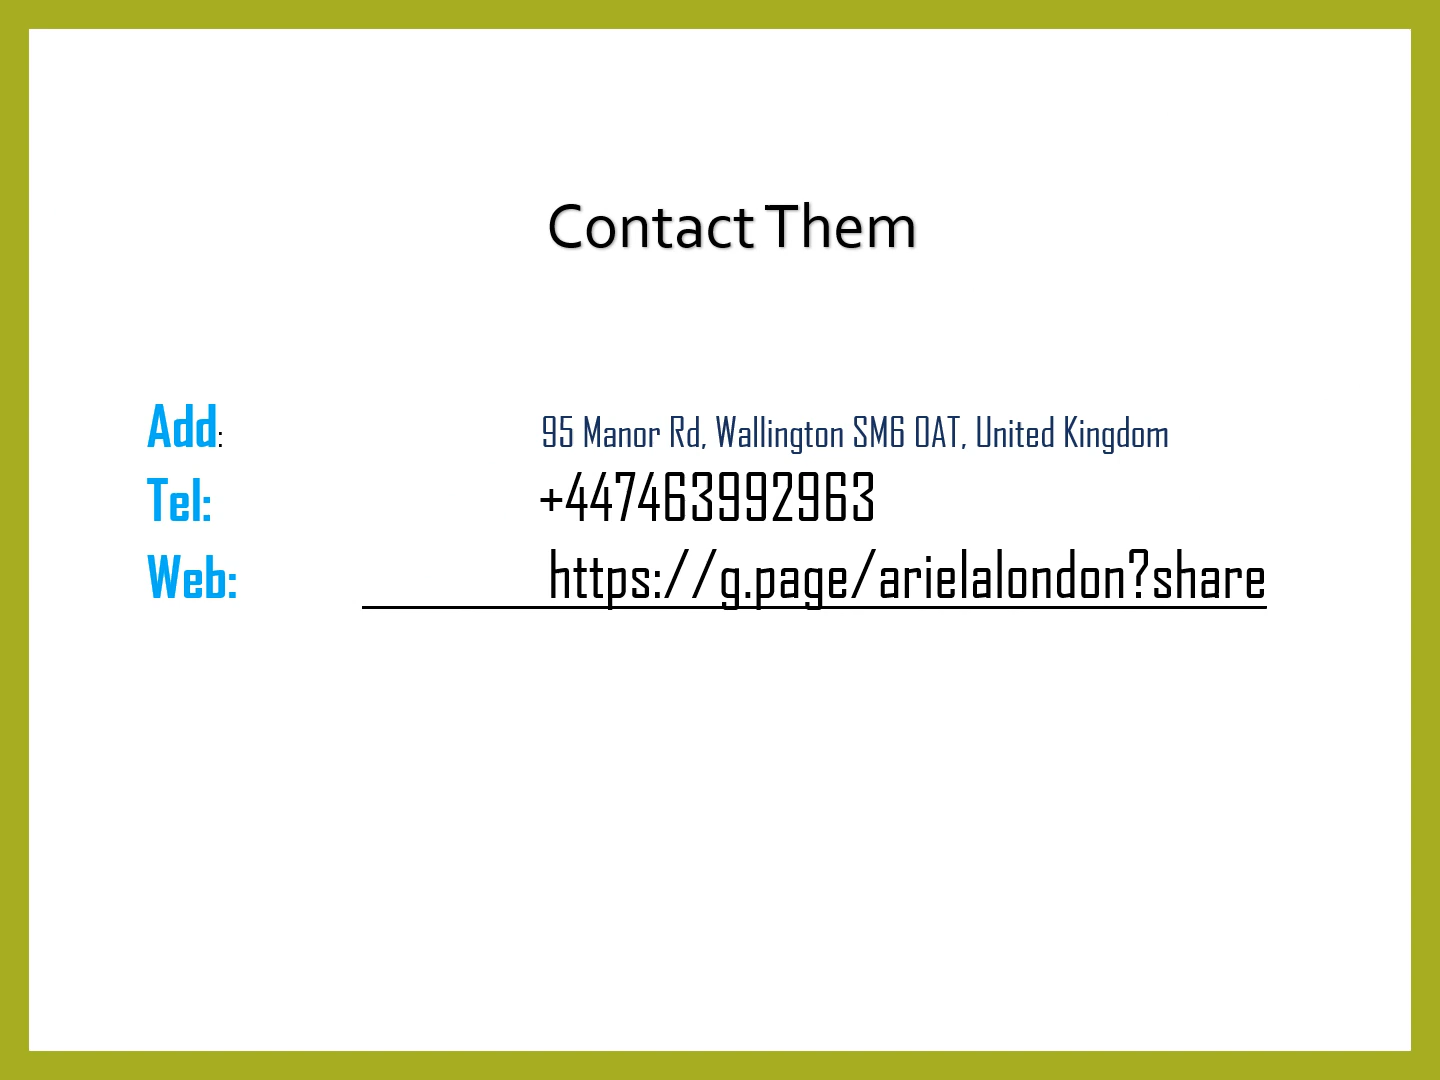 Contact Them
Add: 95 Manor Rd, Wallington SM6 0AT, United Kingdom
Tel: +447463992963
Web: https://g.page/arielalondon?share